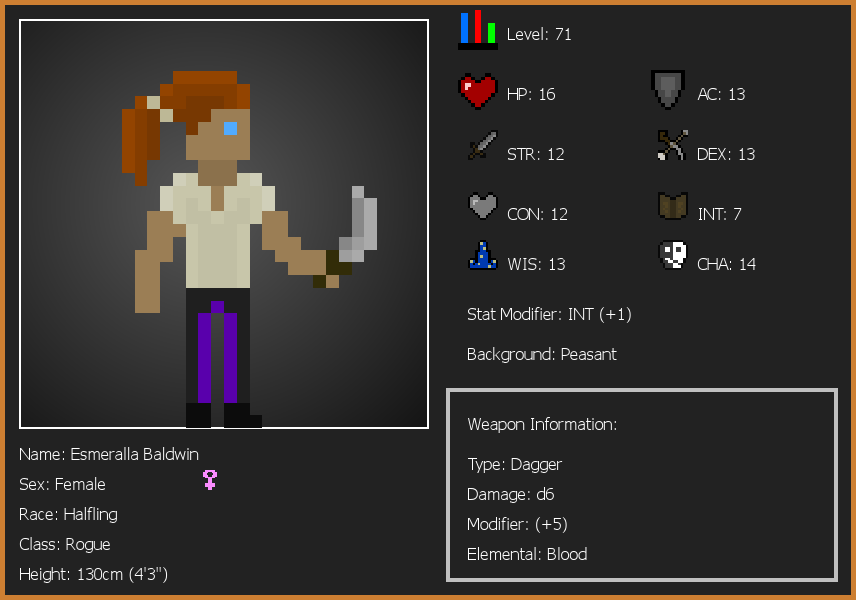 Level: 71
HP: 16
AC: 13
STR: 12
DEX: 13
CON: 12
INT: 7
WIS: 13
CHA: 14
Stat Modifier: INT (+1)
Background: Peasant
Weapon Information:
Type: Dagger
Damage: d6
Modifier: (+5)
Elemental: Blood
Name: Esmeralla Baldwin
Sex: Female
Race: Halfling
Class: Rogue
Height: 130cm (4'3")